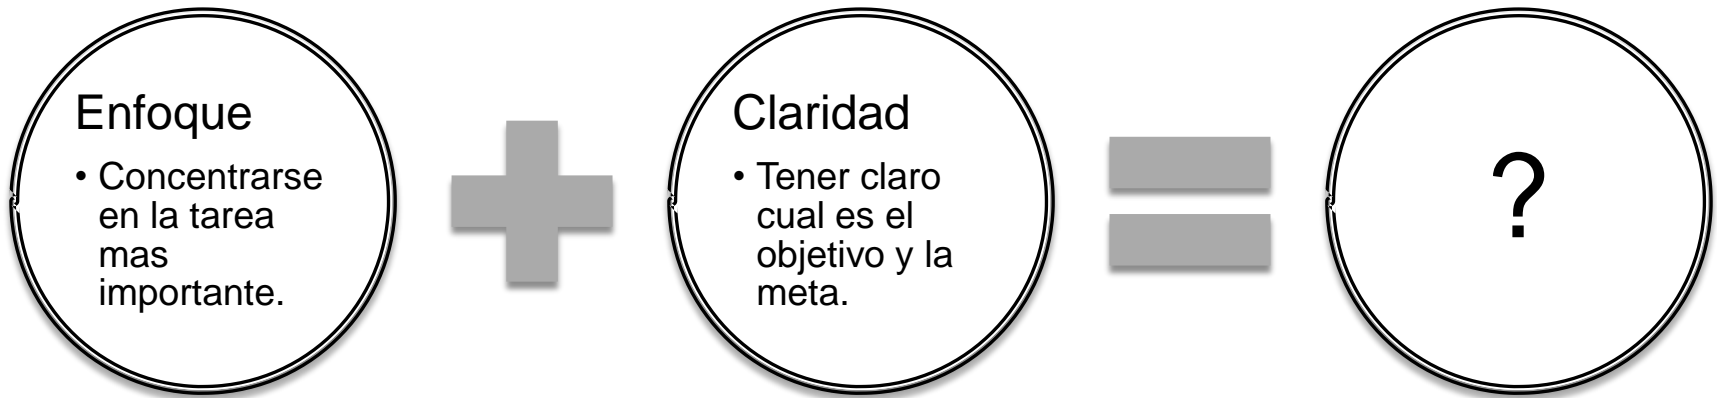 Enfoque
• Concentrarse
en la tarea
mas
importante.
Claridad
• Tener claro
cual es el
objetivo y la
meta.
?